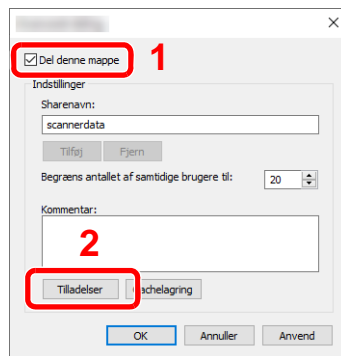 Del denne mappe
1
Indstillinger
Sharenavn:
scannerdata
Tilføj Fjern
Begræns antallet af samtidige brugere til: 20
Kommentar:
2
Tilladelser Cachelagring
OK Annuller Anvend